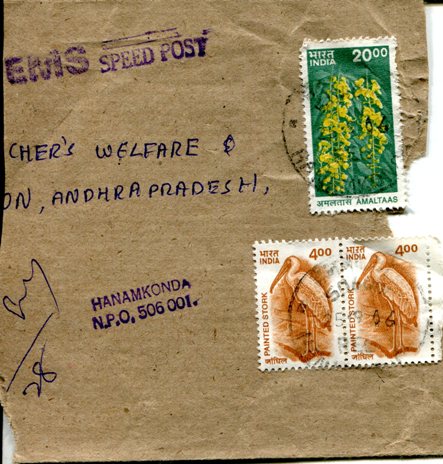 EMS SPEED POST
भारत 20.00
INDIA
अमलतास AMALTAAS
CHER'S WELFARE &
ON, ANDHRA PRADESH,
भारत 4.00
INDIA
PAINTED STORK
जांघिल
भारत 4.00
INDIA
PAINTED STORK
जांघिल
HANAMKONDA
N.P.O, 506 001.